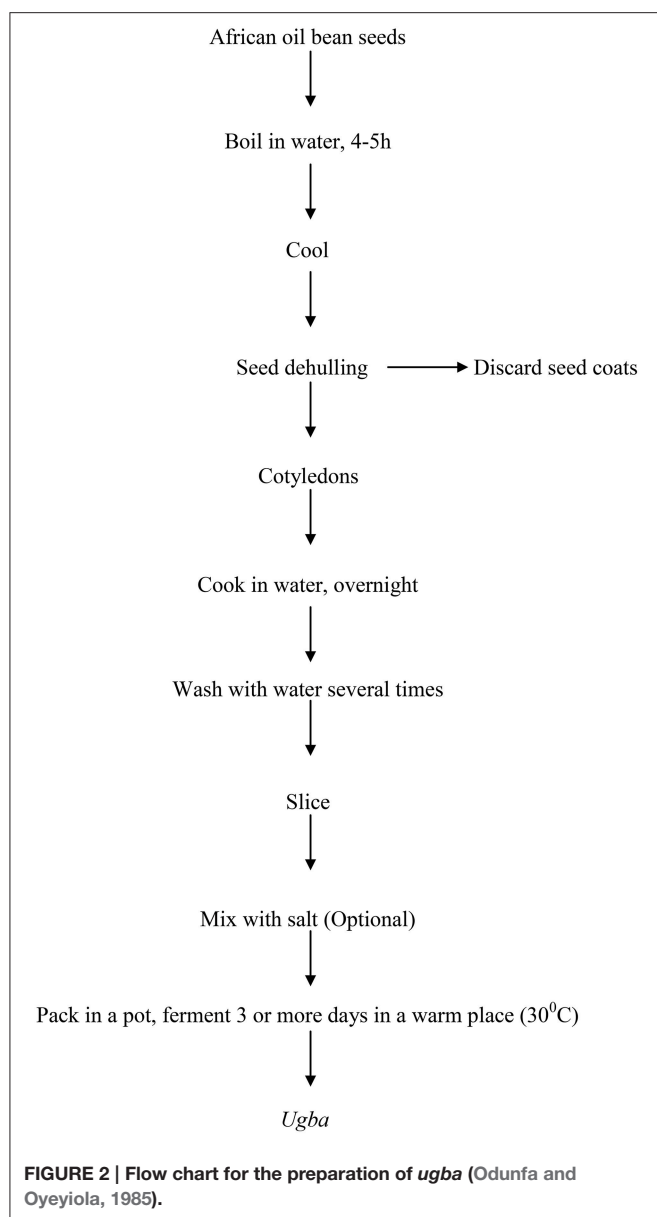 African oil bean seeds
Boil in water, 4-5h
Cool
Seed dehulling
Discard seed coats
Cotyledons
Cook in water, overnight
Wash with water several times
Slice
Mix with salt (Optional)
Pack in a pot, ferment 3 or more days in a warm place (30⁰C)
Ugba
FIGURE 2 | Flow chart for the preparation of ugba (Odunfa and
Oyeyiola, 1985).